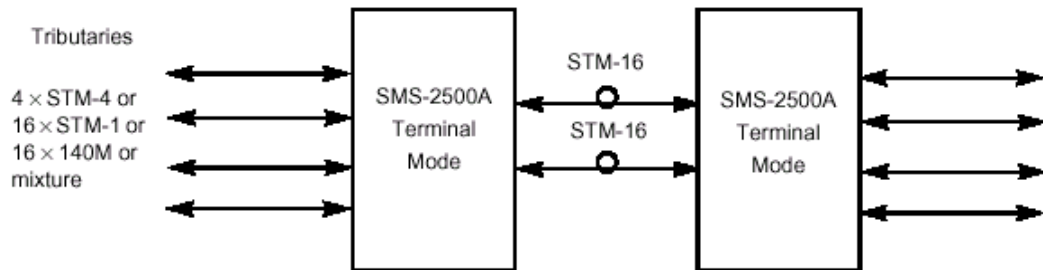 Tributaries
4 × STM-4 or
16 × STM-1 or
16 × 140M or
mixture
SMS-2500A
Terminal
Mode
STM-16
STM-16
SMS-2500A
Terminal
Mode